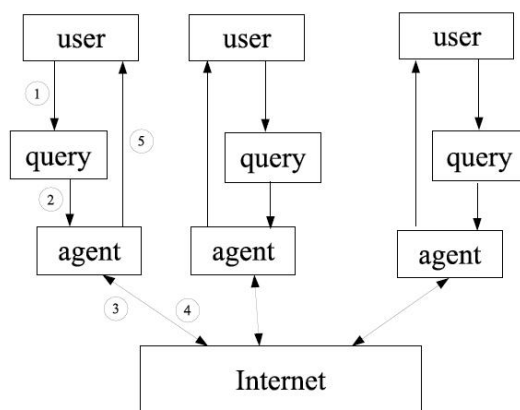 user user user
1
5
query query query
2
agent agent agent
3 4
Internet